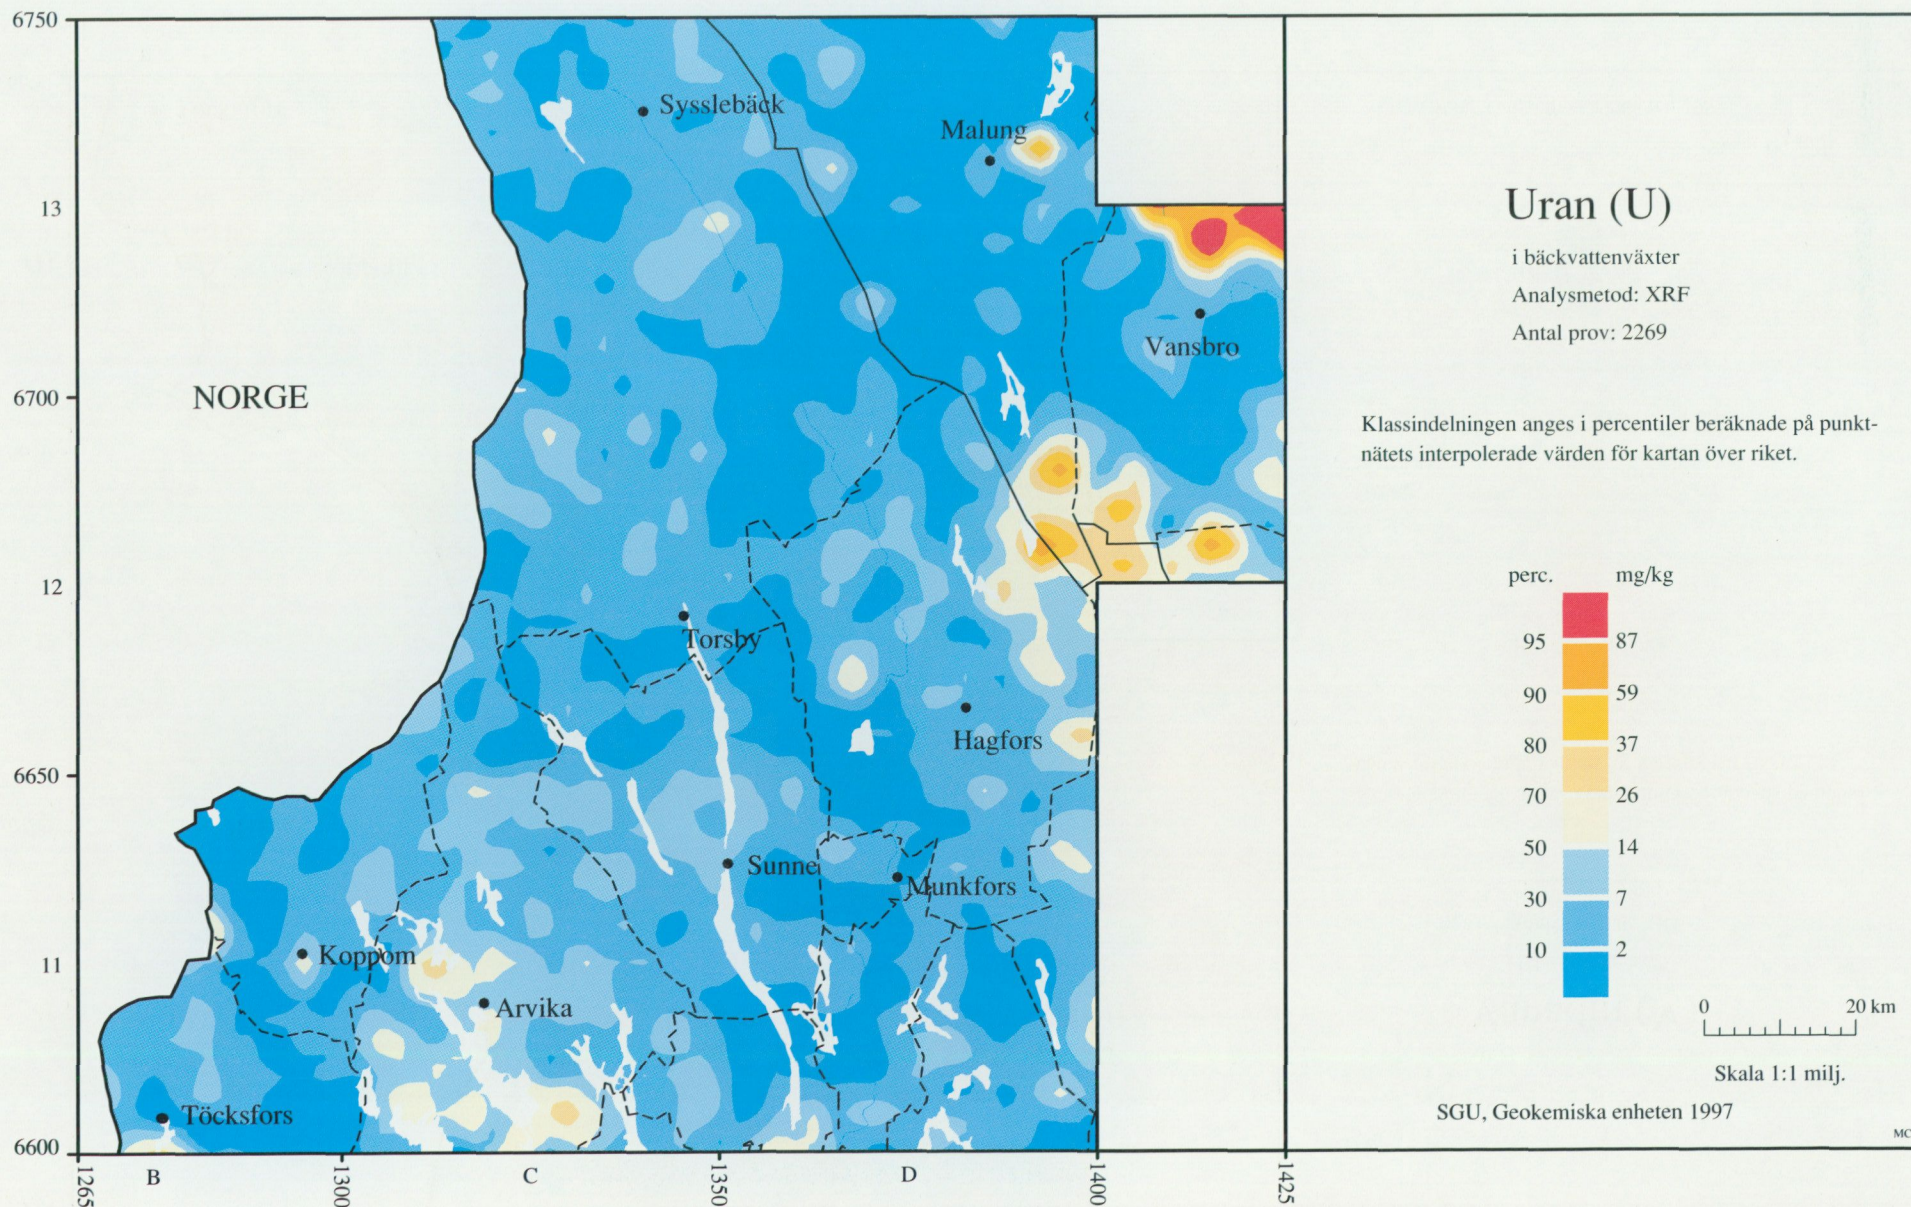 6750
13
6700
12
6650
11
6600
1265
B
1300
C
1350
D
1400
1425
NORGE
Sysslebäck
Malung
Vansbro
Torsby
Hagfors
Sunne
Munkfors
Koppom
Arvika
Töcksfors
Uran (U)
i bäckvattenväxter
Analysmetod: XRF
Antal prov: 2269
Klassindelningen anges i percentiler beräknade på punkt-
nätets interpolerade värden för kartan över riket.
perc. mg/kg
95 87
90 59
80 37
70 26
50 14
30 7
10 2
0 20 km
Skala 1:1 milj.
SGU, Geokemiska enheten 1997
MC